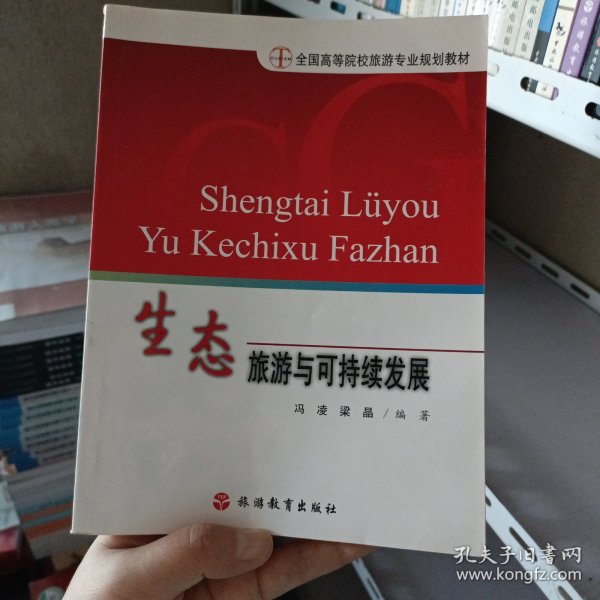 全国高等院校旅游专业规划教材
Shengtai Lüyou
Yu Kechixu Fazhan
生态
旅游与可持续发展
冯凌 梁晶 / 编著
旅游教育出版社
孔夫子旧书网
www.kongfz.com